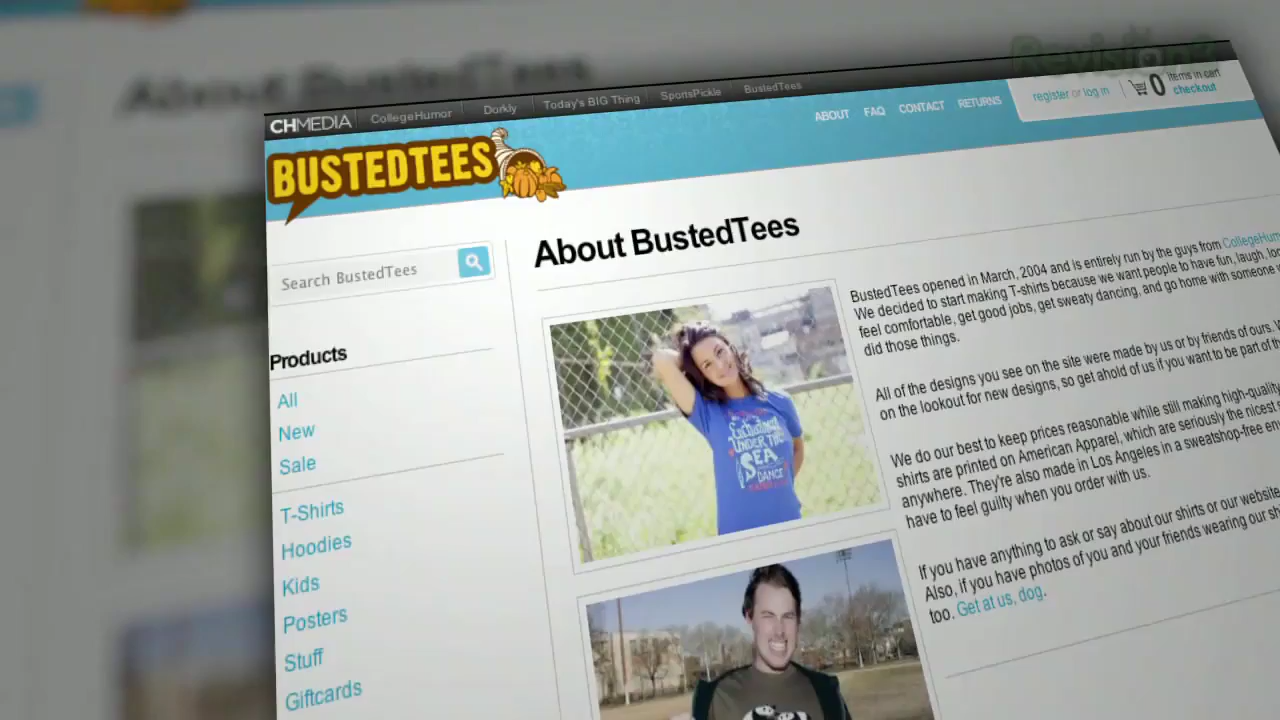 About BustedTees
Revision3
CHMEDIA CollegeHumor Dorkly Today's BIG Thing SportsPickle BustedTees
BUSTEDTEES
ABOUT FAQ CONTACT RETURNS
register or log in
0 items in cart
checkout
Search BustedTees
Products
All
New
Sale
T-Shirts
Hoodies
Kids
Posters
Stuff
Giftcards
About BustedTees
Enchantment
UNDER THE
SEA
DANCE
BustedTees opened in March, 2004 and is entirely run by the guys from CollegeHum
We decided to start making T-shirts because we want people to have fun, laugh,
feel comfortable, get good jobs, get sweaty dancing, and go home with someone
did those things.
All of the designs you see on the site were made by us or by friends of ours.
on the lookout for new designs, so get ahold of us if you want to be part of the
We do our best to keep prices reasonable while still making high-quality
shirts are printed on American Apparel, which are seriously the nicest
anywhere. They're also made in Los Angeles in a sweatshop-free
have to feel guilty when you order with us.
If you have anything to ask or say about our shirts or our website
Also, if you have photos of you and your friends wearing our
too. Get at us, dog.